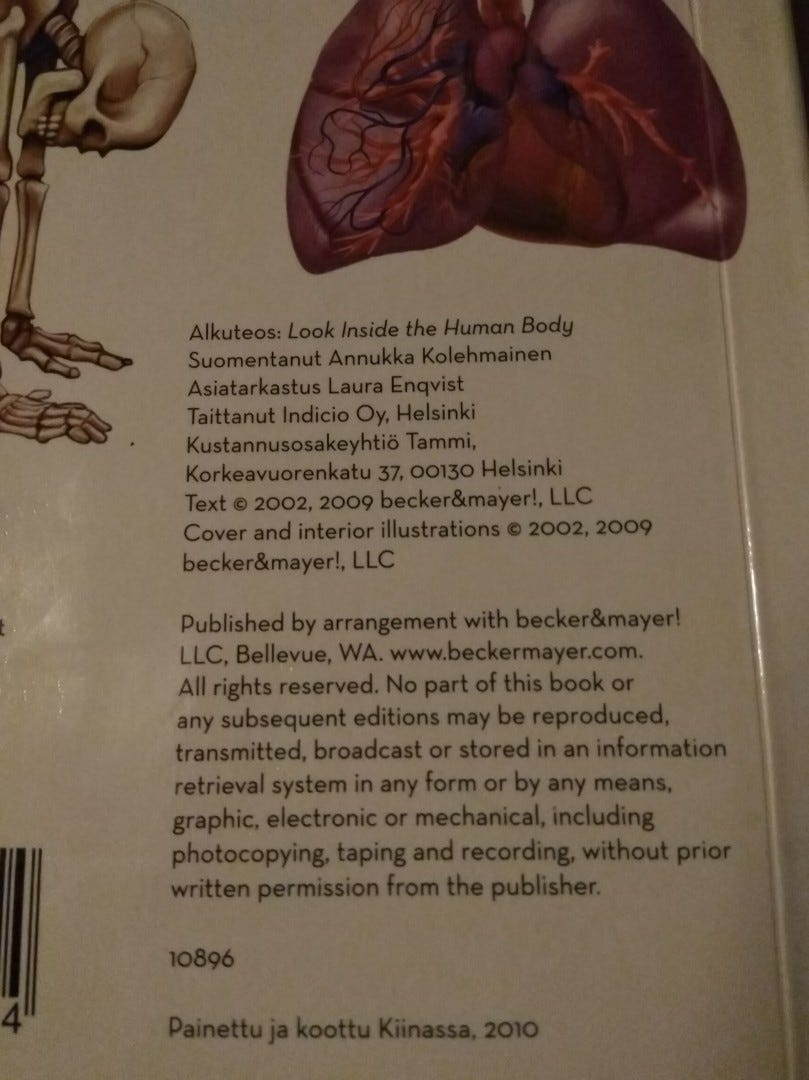 Alkuteos: Look Inside the Human Body
Suomentanut Annukka Kolehmainen
Asiatarkastus Laura Enqvist
Taittanut Indicio Oy, Helsinki
Kustannusosakeyhtiö Tammi,
Korkeavuorenkatu 37, 00130 Helsinki
Text © 2002, 2009 becker&mayer!, LLC
Cover and interior illustrations © 2002, 2009
becker&mayer!, LLC
Published by arrangement with becker&mayer!
LLC, Bellevue, WA. www.beckermayer.com.
All rights reserved. No part of this book or
any subsequent editions may be reproduced,
transmitted, broadcast or stored in an information
retrieval system in any form or by any means,
graphic, electronic or mechanical, including
photocopying, taping and recording, without prior
written permission from the publisher.
10896
4
Painettu ja koottu Kiinassa, 2010